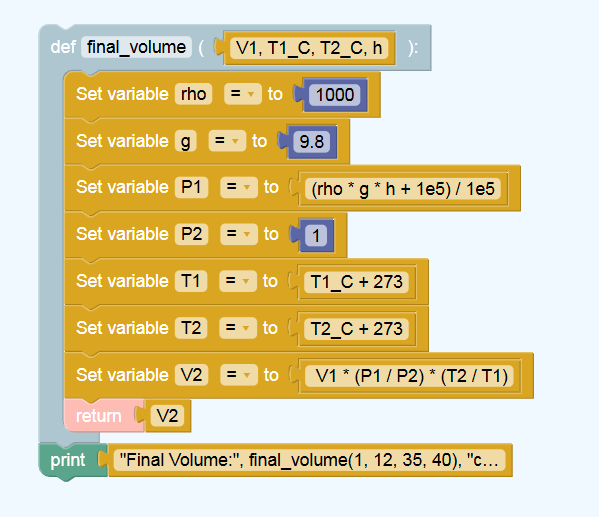 def final_volume ( V1, T1_C, T2_C, h ):
Set variable rho = to 1000
Set variable g = to 9.8
Set variable P1 = to (rho * g * h + 1e5) / 1e5
Set variable P2 = to 1
Set variable T1 = to T1_C + 273
Set variable T2 = to T2_C + 273
Set variable V2 = to V1 * (P1 / P2) * (T2 / T1)
return V2
print "Final Volume:", final_volume(1, 12, 35, 40), "c...